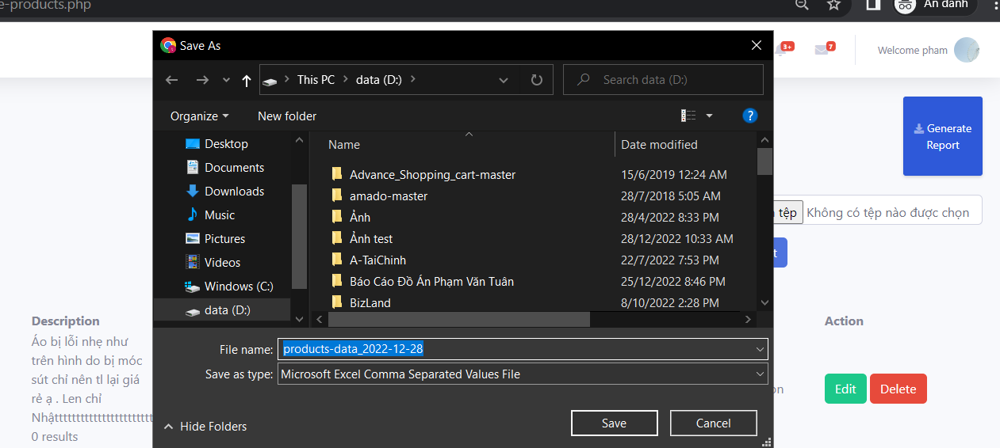 e-products.php
Ẩn danh
Save As
3+
7
Welcome pham
This PC
data (D:)
Search data (D:)
Organize
New folder
?
Generate
Report
Desktop
Documents
Downloads
Music
Pictures
Videos
Windows (C:)
data (D:)
Name
Date modified
Advance_Shopping_cart-master
15/6/2019 12:24 AM
amado-master
28/7/2018 5:05 AM
Ảnh
28/4/2022 8:33 PM
Ảnh test
28/12/2022 10:33 AM
A-TaiChinh
22/7/2022 7:53 PM
Báo Cáo Đồ Án Phạm Văn Tuân
25/12/2022 8:46 PM
BizLand
8/10/2022 2:28 PM
tệp
Không có tệp nào được chọn
t
File name:
products-data_2022-12-28
Save as type:
Microsoft Excel Comma Separated Values File
Hide Folders
Save
Cancel
Description
Áo bị lỗi nhẹ như
trên hình do bị móc
sút chỉ nên tl lại giá
rẻ ạ . Len chỉ
Nhậttttttttttttttttttttttt
0 results
Action
on
Edit
Delete